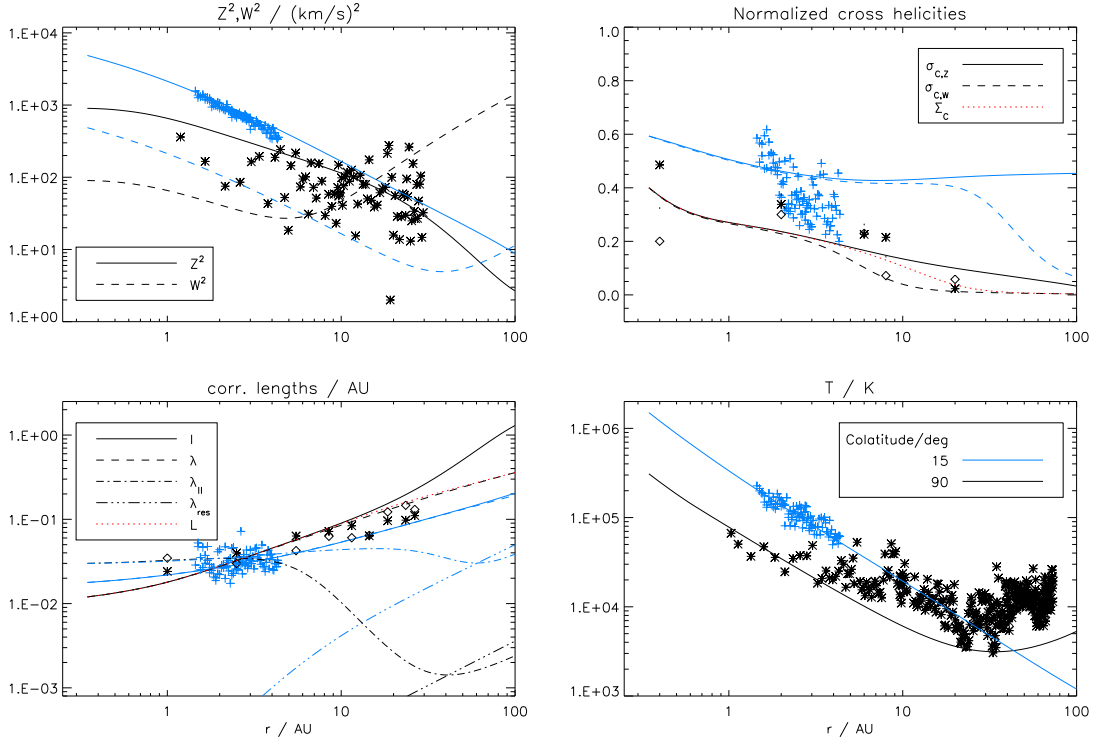 Z²,W² / (km/s)²
1.E+04
1.E+03
1.E+02
1.E+01
1.E+00
Z²
W²
1
10
100
Normalized cross helicities
1.0
0.8
0.6
0.4
0.2
0.0
σc,z
σc,w
Σc
1
10
100
corr. lengths / AU
1.E+00
1.E-01
1.E-02
1.E-03
l
λ
λII
λres
L
1
10
100
r / AU
T / K
1.E+06
1.E+05
1.E+04
1.E+03
Colatitude/deg
15
90
1
10
100
r / AU